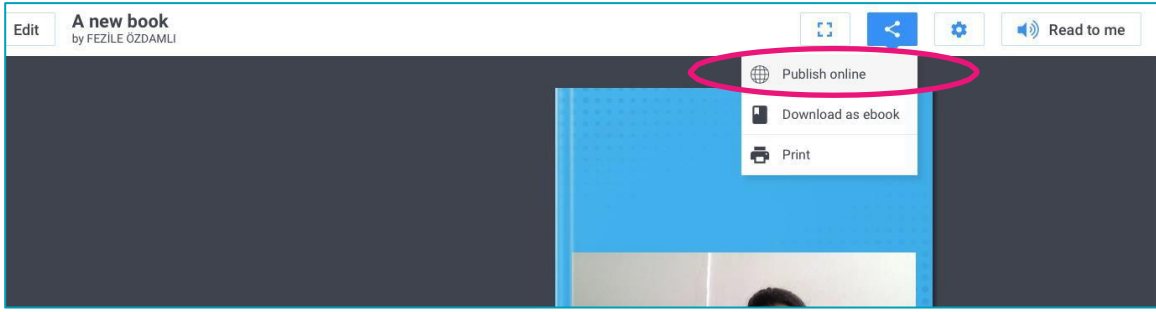 Edit
A new book
by FEZİLE ÖZDAMLI
Read to me
Publish online
Download as ebook
Print